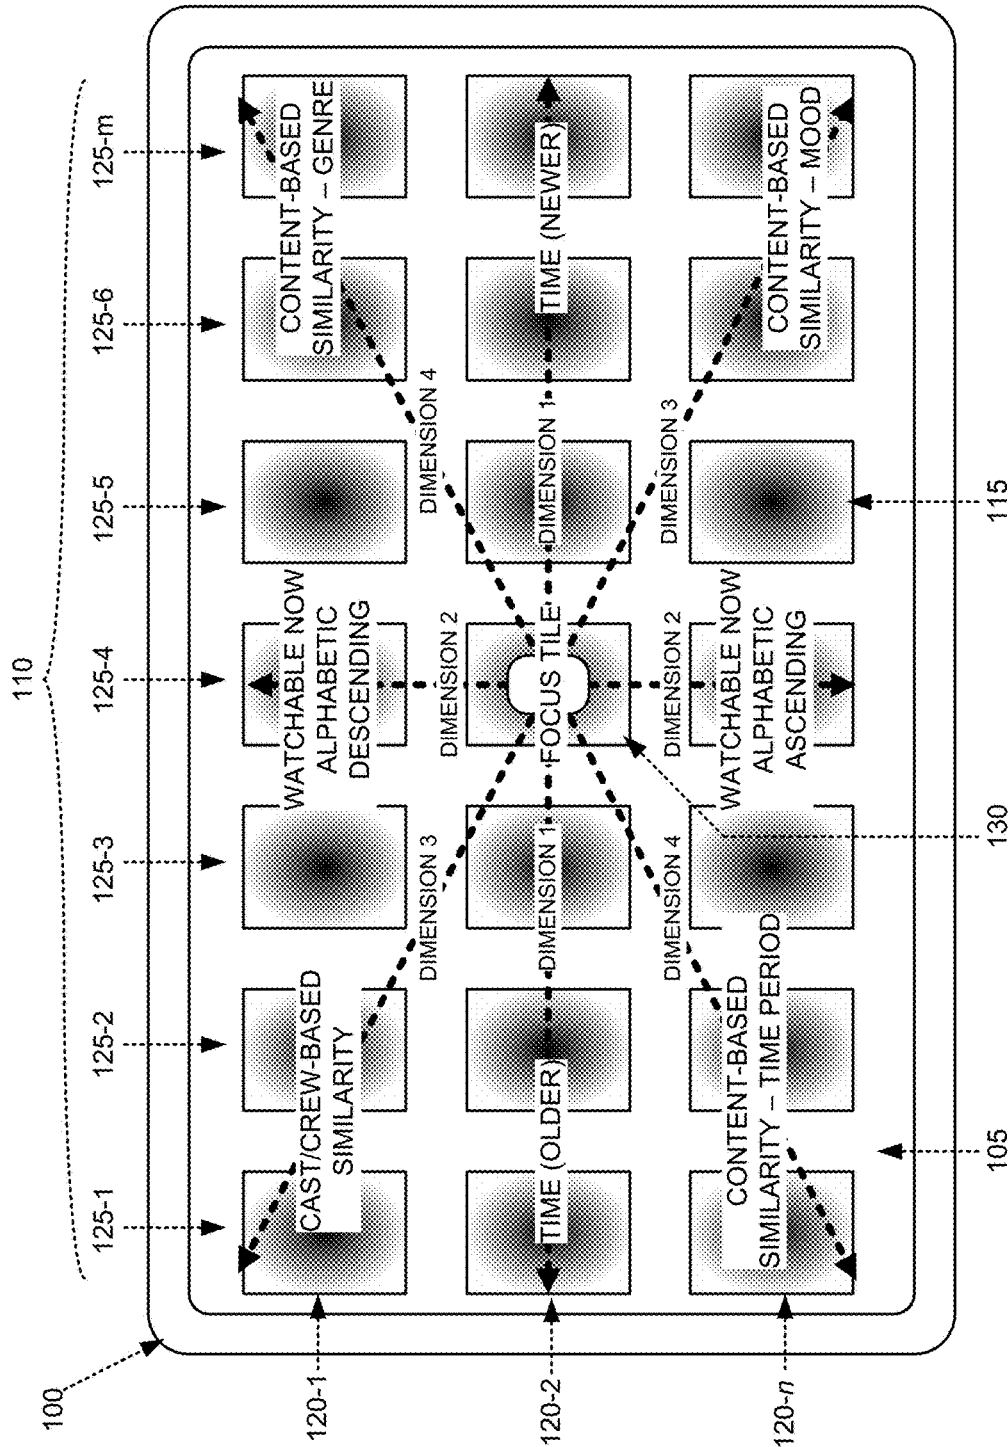 110
100
125-1
125-2
125-3
125-4
125-5
125-6
125-m
120-1
CAST/CREW-BASED
SIMILARITY
WATCHABLE NOW
ALPHABETIC
DESCENDING
CONTENT-BASED
SIMILARITY – GENRE
DIMENSION 3
DIMENSION 2
DIMENSION 4
120-2
TIME (OLDER)
DIMENSION 1
FOCUS TILE
DIMENSION 1
TIME (NEWER)
DIMENSION 4
DIMENSION 2
DIMENSION 3
120-n
CONTENT-BASED
SIMILARITY – TIME PERIOD
WATCHABLE NOW
ALPHABETIC
ASCENDING
CONTENT-BASED
SIMILARITY – MOOD
105
130
115